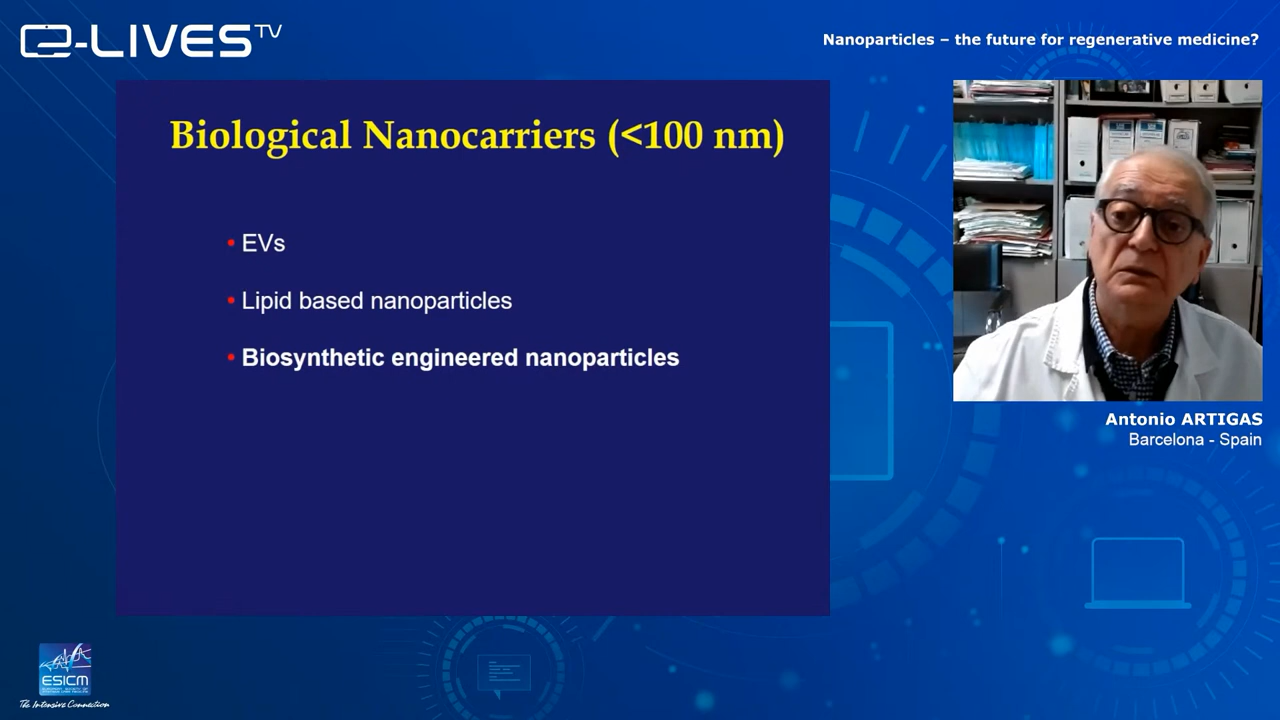 e-LIVES TV
Nanoparticles – the future for regenerative medicine?
Biological Nanocarriers (<100 nm)
• EVs
• Lipid based nanoparticles
• Biosynthetic engineered nanoparticles
Antonio ARTIGAS
Barcelona - Spain
ESICM
The Intensive Connection